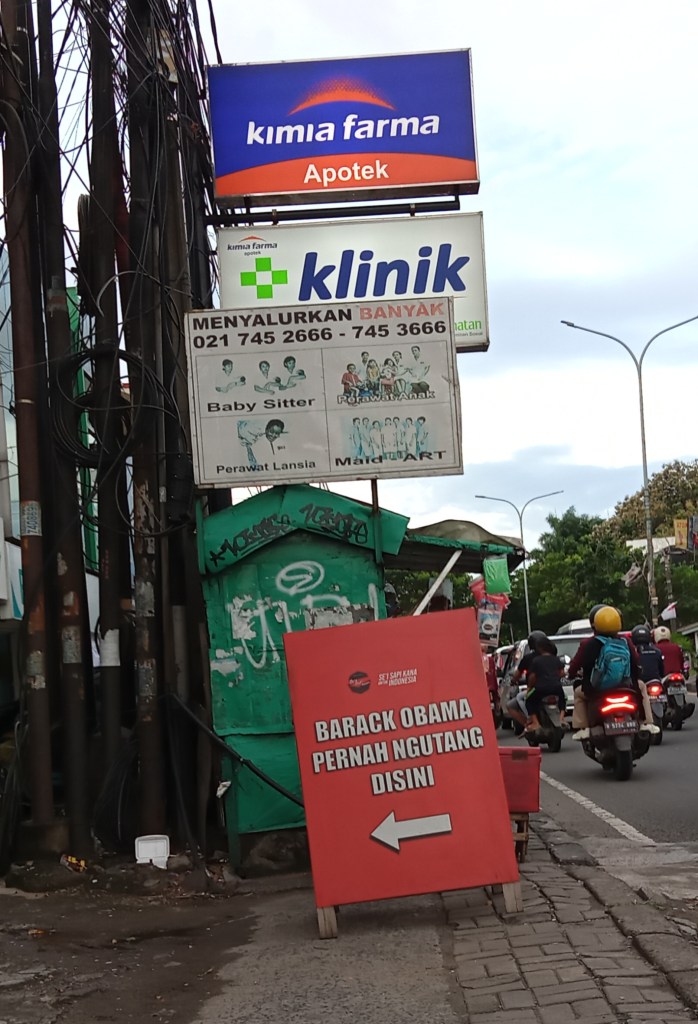 kimia farma
Apotek
kimia farma
apotek
klinik
MENYALURKAN BANYAK
021 745 2666 - 745 3666
Baby Sitter
Perawat Anak
Perawat Lansia
Maid - ART
BARACK OBAMA
PERNAH NGUTANG
DISINI